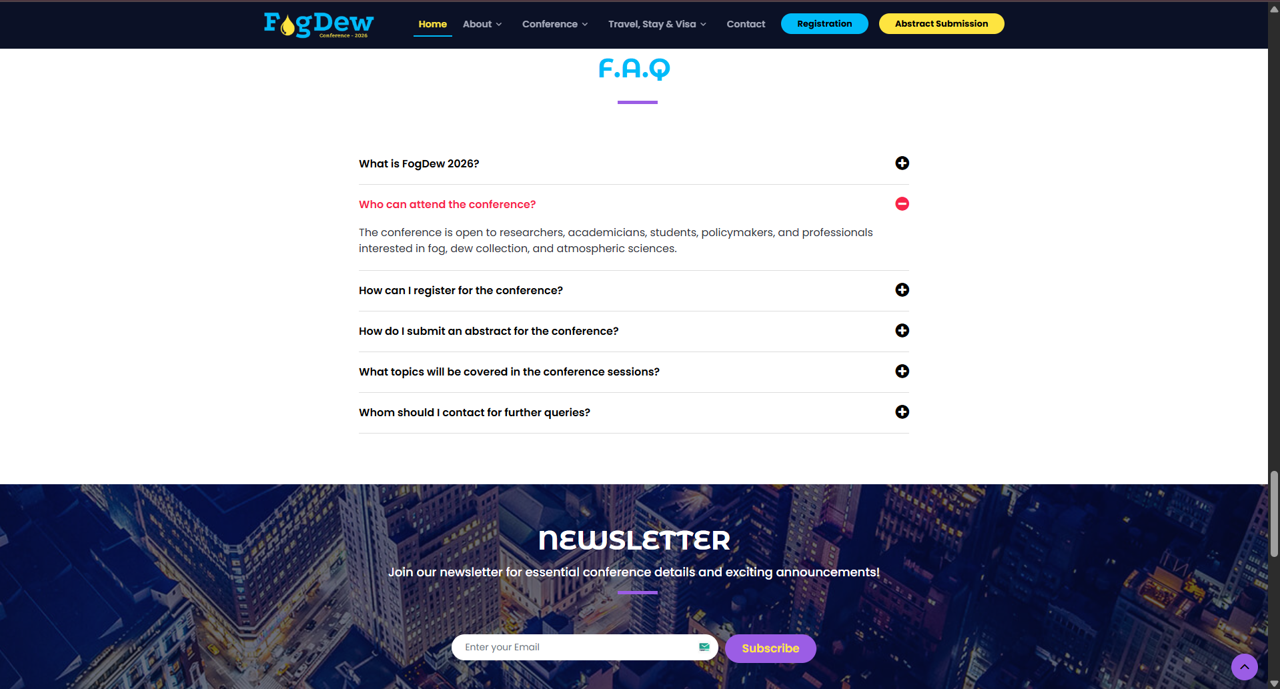 FogDew
Conference - 2026
Home
About
Conference
Travel, Stay & Visa
Contact
Registration
Abstract Submission
F.A.Q
What is FogDew 2026?
Who can attend the conference?
The conference is open to researchers, academicians, students, policymakers, and professionals
interested in fog, dew collection, and atmospheric sciences.
How can I register for the conference?
How do I submit an abstract for the conference?
What topics will be covered in the conference sessions?
Whom should I contact for further queries?
NEWSLETTER
Join our newsletter for essential conference details and exciting announcements!
Enter your Email
Subscribe